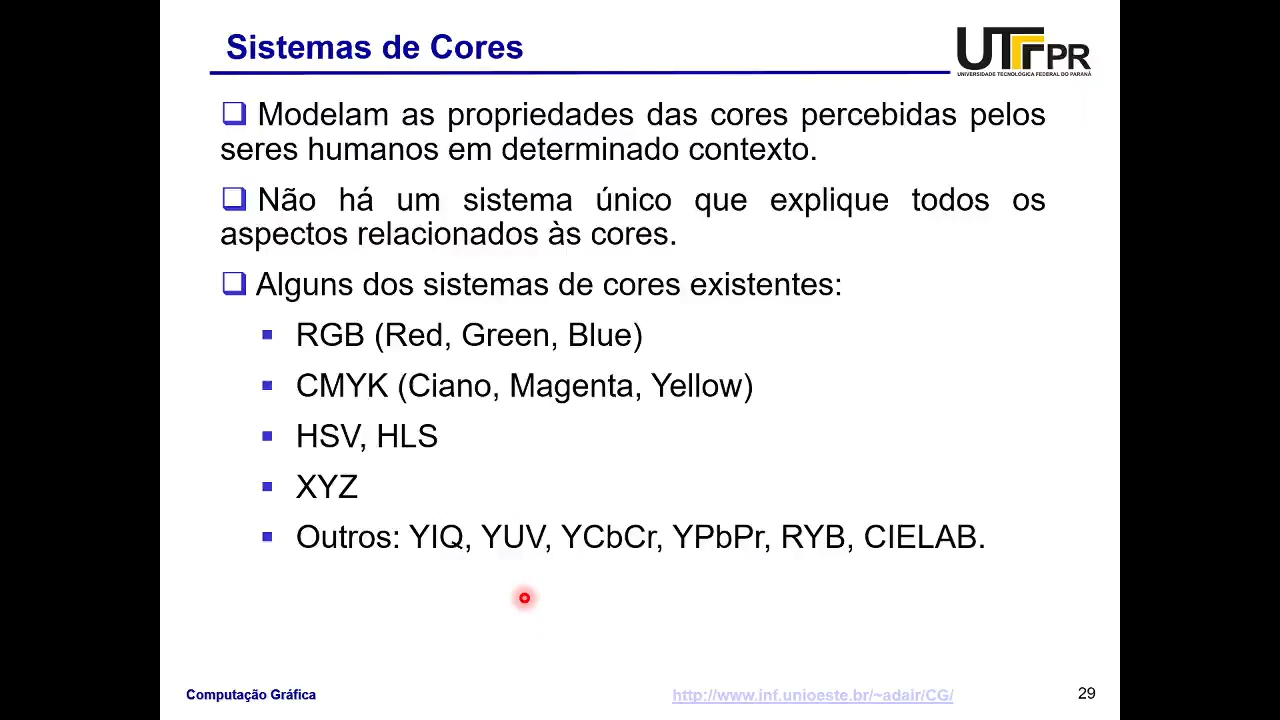 Sistemas de Cores
UTFPR
UNIVERSIDADE TECNOLÓGICA FEDERAL DO PARANÁ
Modelam as propriedades das cores percebidas pelos
seres humanos em determinado contexto.
Não há um sistema único que explique todos os
aspectos relacionados às cores.
Alguns dos sistemas de cores existentes:
RGB (Red, Green, Blue)
CMYK (Ciano, Magenta, Yellow)
HSV, HLS
XYZ
Outros: YIQ, YUV, YCbCr, YPbPr, RYB, CIELAB.
Computação Gráfica
http://www.inf.unioeste.br/~adair/CG/
29